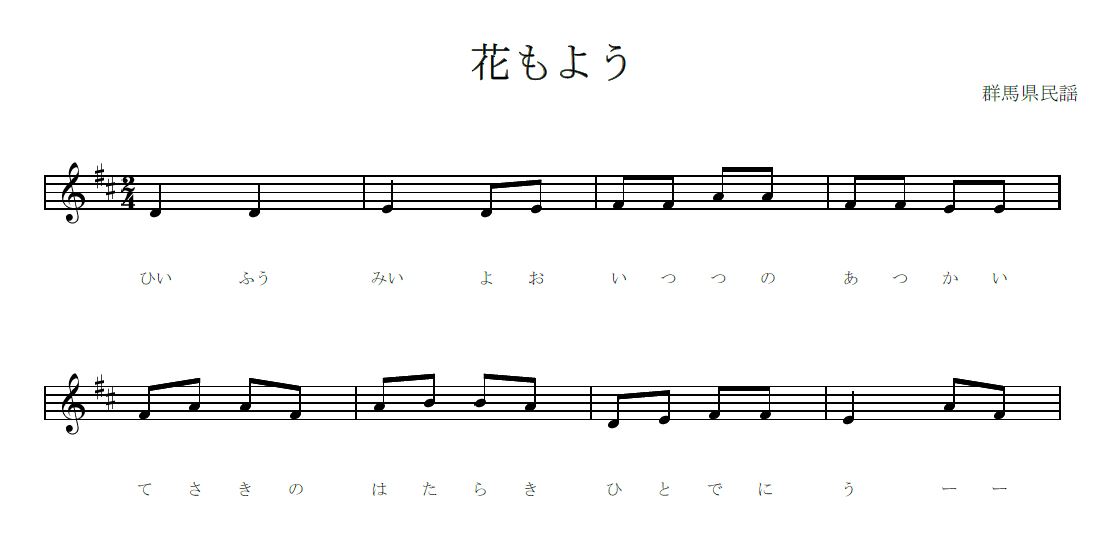 花もよう
群馬県民謡
2
4
ひい ふう みい よ お い つ つ の あ つ か い
て さ き の は た ら き ひ と で に う ー ー